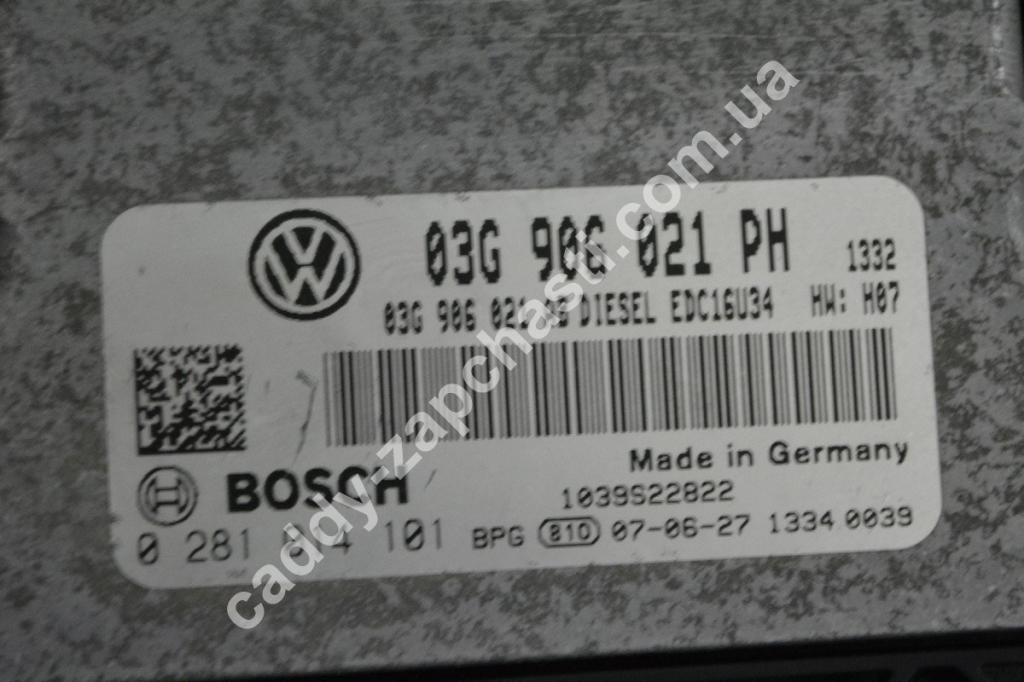 03G 906 021 PH 1332
03G 906 021 DIESEL EDC16U34 HW: H07
Made in Germany
BOSCH 1039S22822
0 281 101 BPG 810 07-06-27 1334 0039
caddy-zapchasti.com.ua